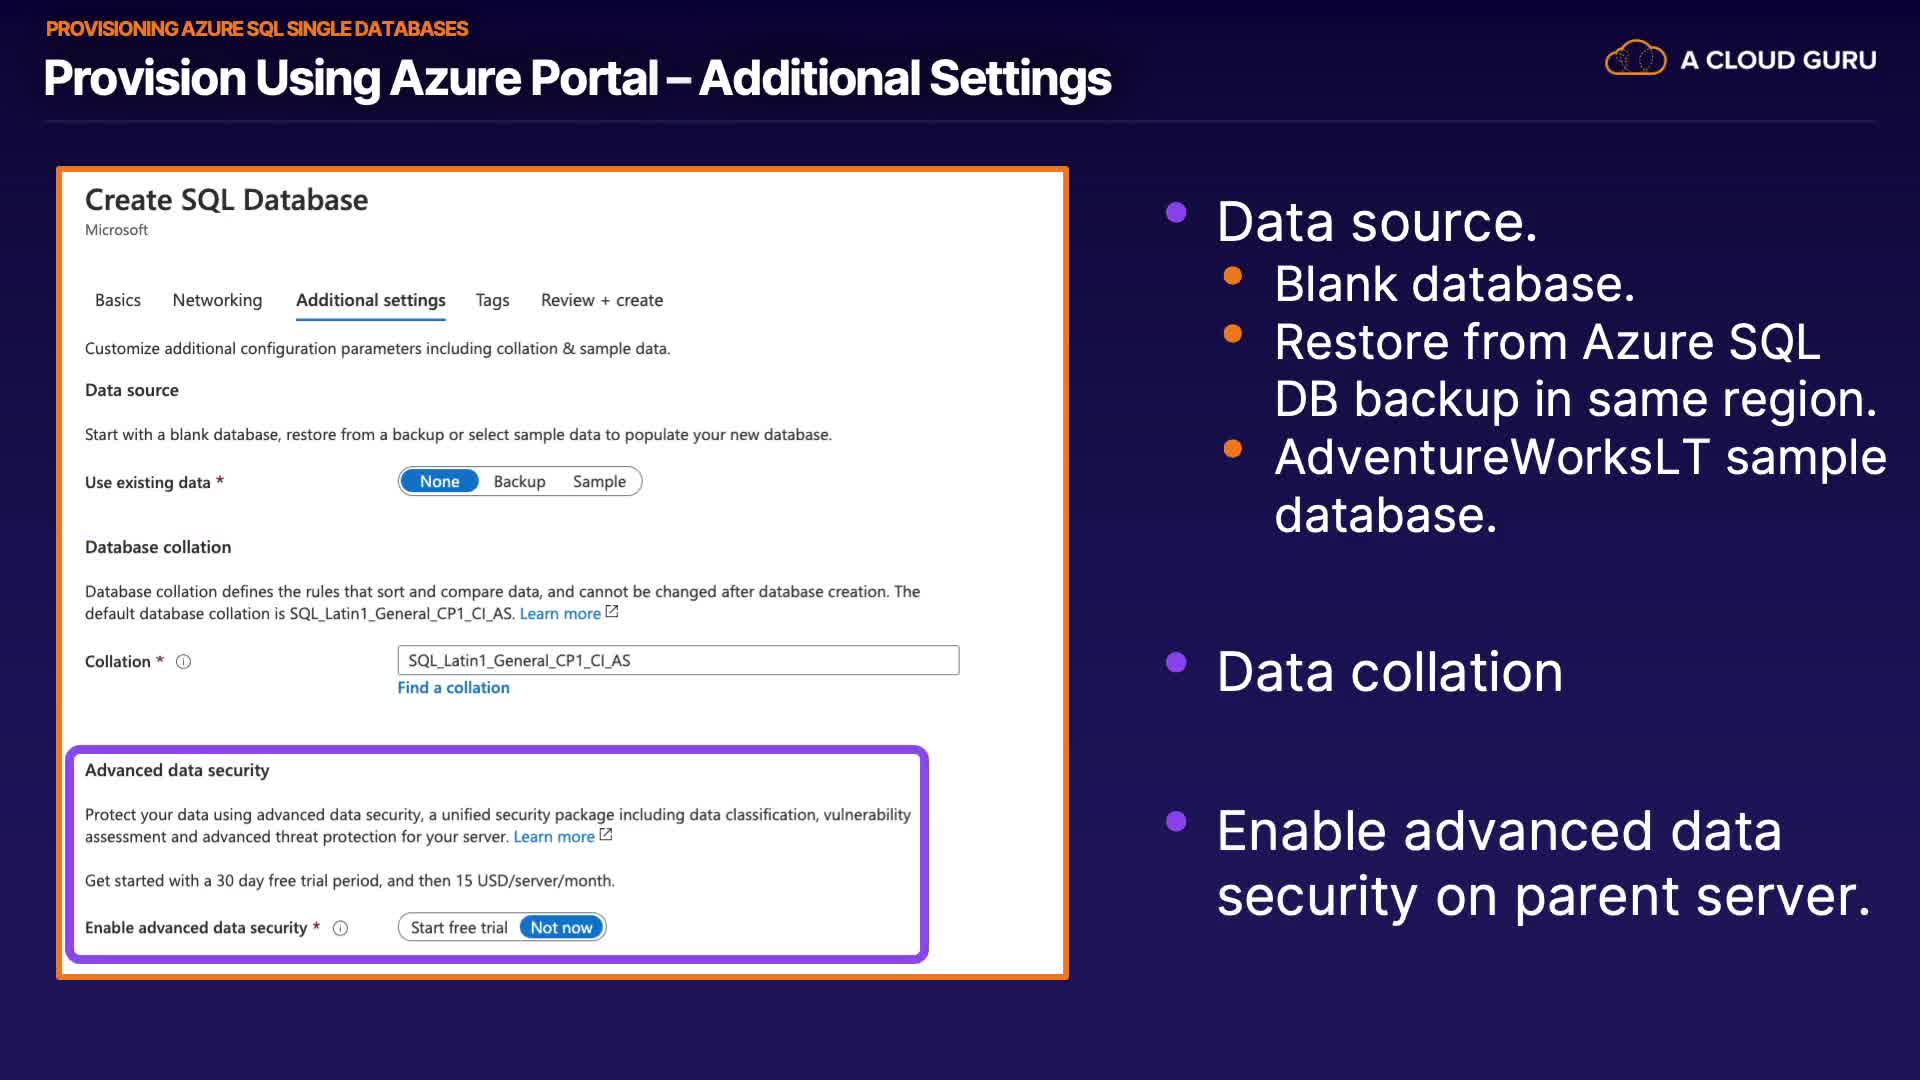 PROVISIONING AZURE SQL SINGLE DATABASES
Provision Using Azure Portal – Additional Settings
A CLOUD GURU
Create SQL Database
Microsoft
Basics Networking Additional settings Tags Review + create
Customize additional configuration parameters including collation & sample data.
Data source
Start with a blank database, restore from a backup or select sample data to populate your new database.
Use existing data * None Backup Sample
Database collation
Database collation defines the rules that sort and compare data, and cannot be changed after database creation. The
default database collation is SQL_Latin1_General_CP1_CI_AS. Learn more
Collation * SQL_Latin1_General_CP1_CI_AS
Find a collation
Advanced data security
Protect your data using advanced data security, a unified security package including data classification, vulnerability
assessment and advanced threat protection for your server. Learn more
Get started with a 30 day free trial period, and then 15 USD/server/month.
Enable advanced data security * Start free trial Not now
Data source.
Blank database.
Restore from Azure SQL
DB backup in same region.
AdventureWorksLT sample
database.
Data collation
Enable advanced data
security on parent server.